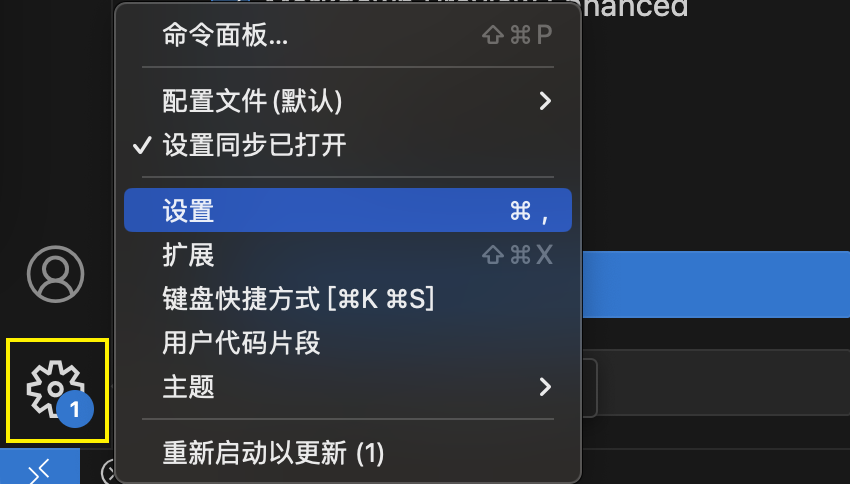 命令面板... ⇧⌘P
配置文件(默认)
✓ 设置同步已打开
设置 ⌘ ,
扩展 ⇧⌘X
键盘快捷方式 [⌘K ⌘S]
用户代码片段
主题
1
重新启动以更新 (1)